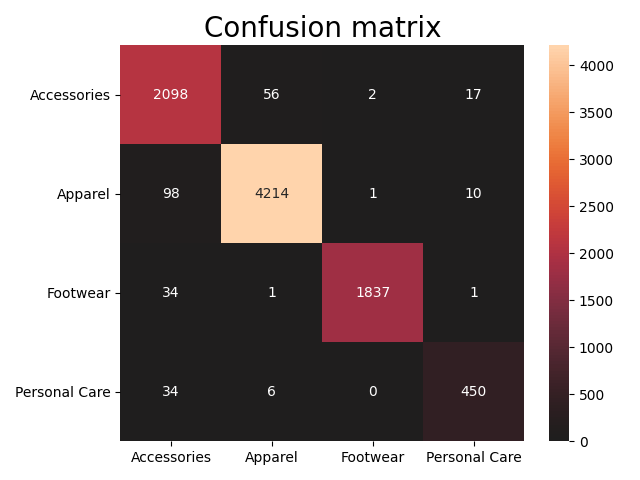 Confusion matrix
Accessories 2098 56 2 17
Apparel 98 4214 1 10
Footwear 34 1 1837 1
Personal Care 34 6 0 450
Accessories Apparel Footwear Personal Care
4000
3500
3000
2500
2000
1500
1000
500
0